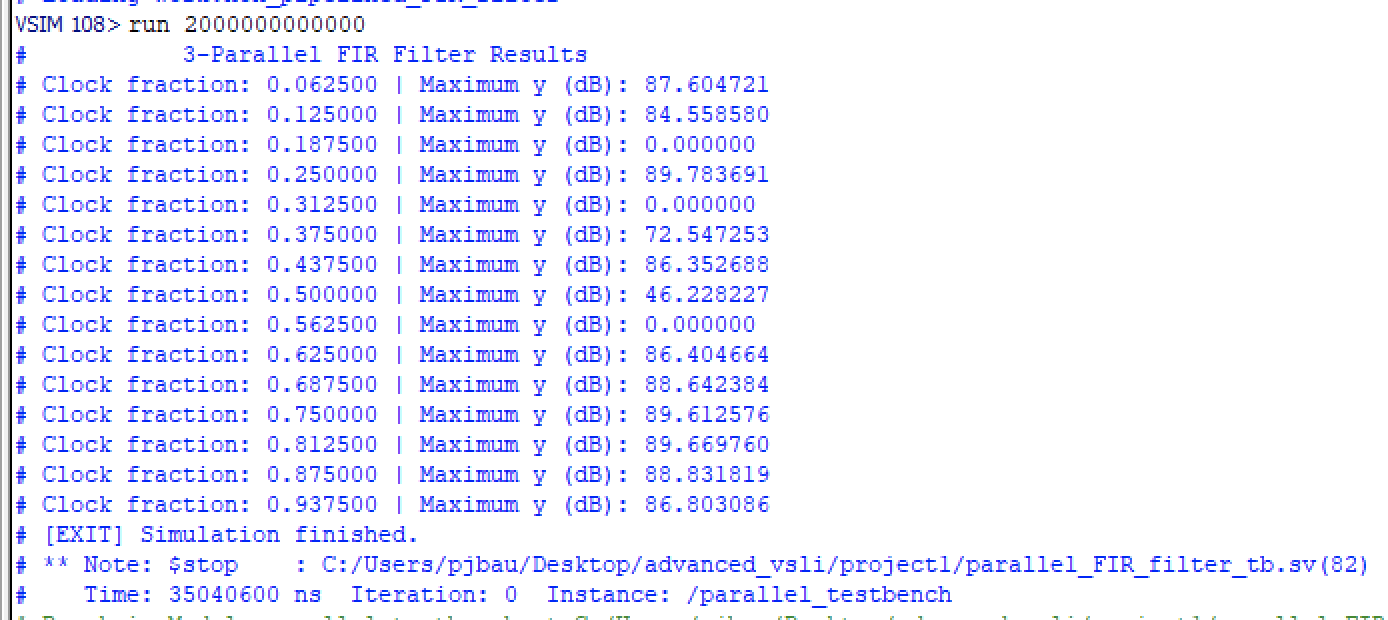 VSIM 108> run 2000000000000
# 3-Parallel FIR Filter Results
# Clock fraction: 0.062500 | Maximum y (dB): 87.604721
# Clock fraction: 0.125000 | Maximum y (dB): 84.558580
# Clock fraction: 0.187500 | Maximum y (dB): 0.000000
# Clock fraction: 0.250000 | Maximum y (dB): 89.783691
# Clock fraction: 0.312500 | Maximum y (dB): 0.000000
# Clock fraction: 0.375000 | Maximum y (dB): 72.547253
# Clock fraction: 0.437500 | Maximum y (dB): 86.352688
# Clock fraction: 0.500000 | Maximum y (dB): 46.228227
# Clock fraction: 0.562500 | Maximum y (dB): 0.000000
# Clock fraction: 0.625000 | Maximum y (dB): 86.404664
# Clock fraction: 0.687500 | Maximum y (dB): 88.642384
# Clock fraction: 0.750000 | Maximum y (dB): 89.612576
# Clock fraction: 0.812500 | Maximum y (dB): 89.669760
# Clock fraction: 0.875000 | Maximum y (dB): 88.831819
# Clock fraction: 0.937500 | Maximum y (dB): 86.803086
# [EXIT] Simulation finished.
# ** Note: $stop : C:/Users/pjbau/Desktop/advanced_vsli/project1/parallel_FIR_filter_tb.sv(82)
# Time: 35040600 ns Iteration: 0 Instance: /parallel_testbench